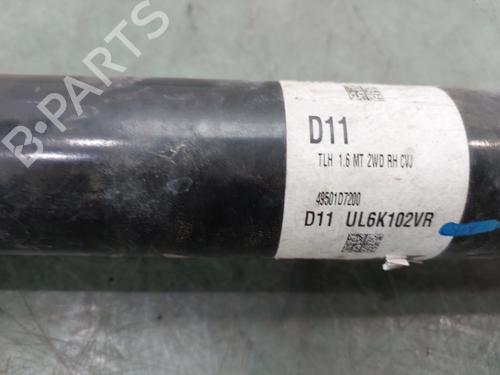 B-PARTS
D11
TLH 1.6 MT 2WD RH CVJ
49501D7200
D11 UL6K102VR